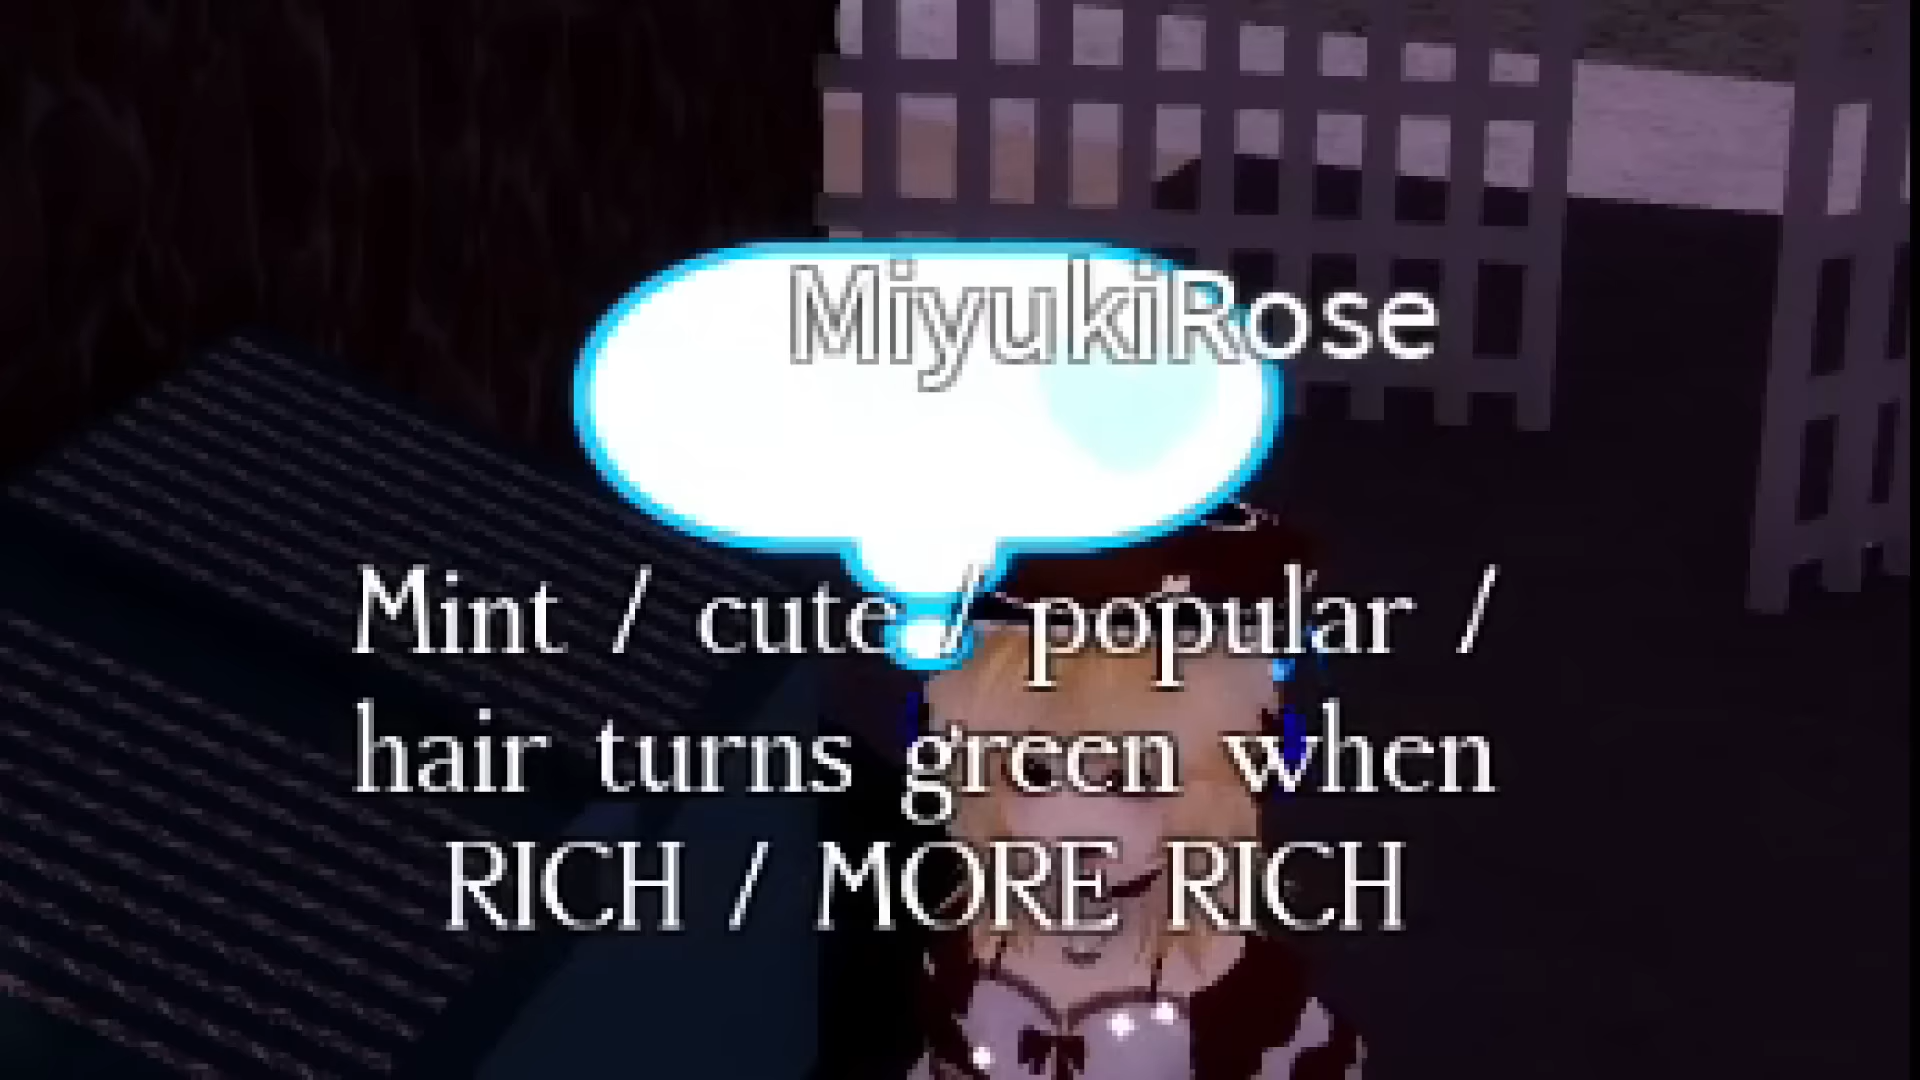 MiyukiRose
Mint / cute / popular /
hair turns green when
RICH / MORE RICH